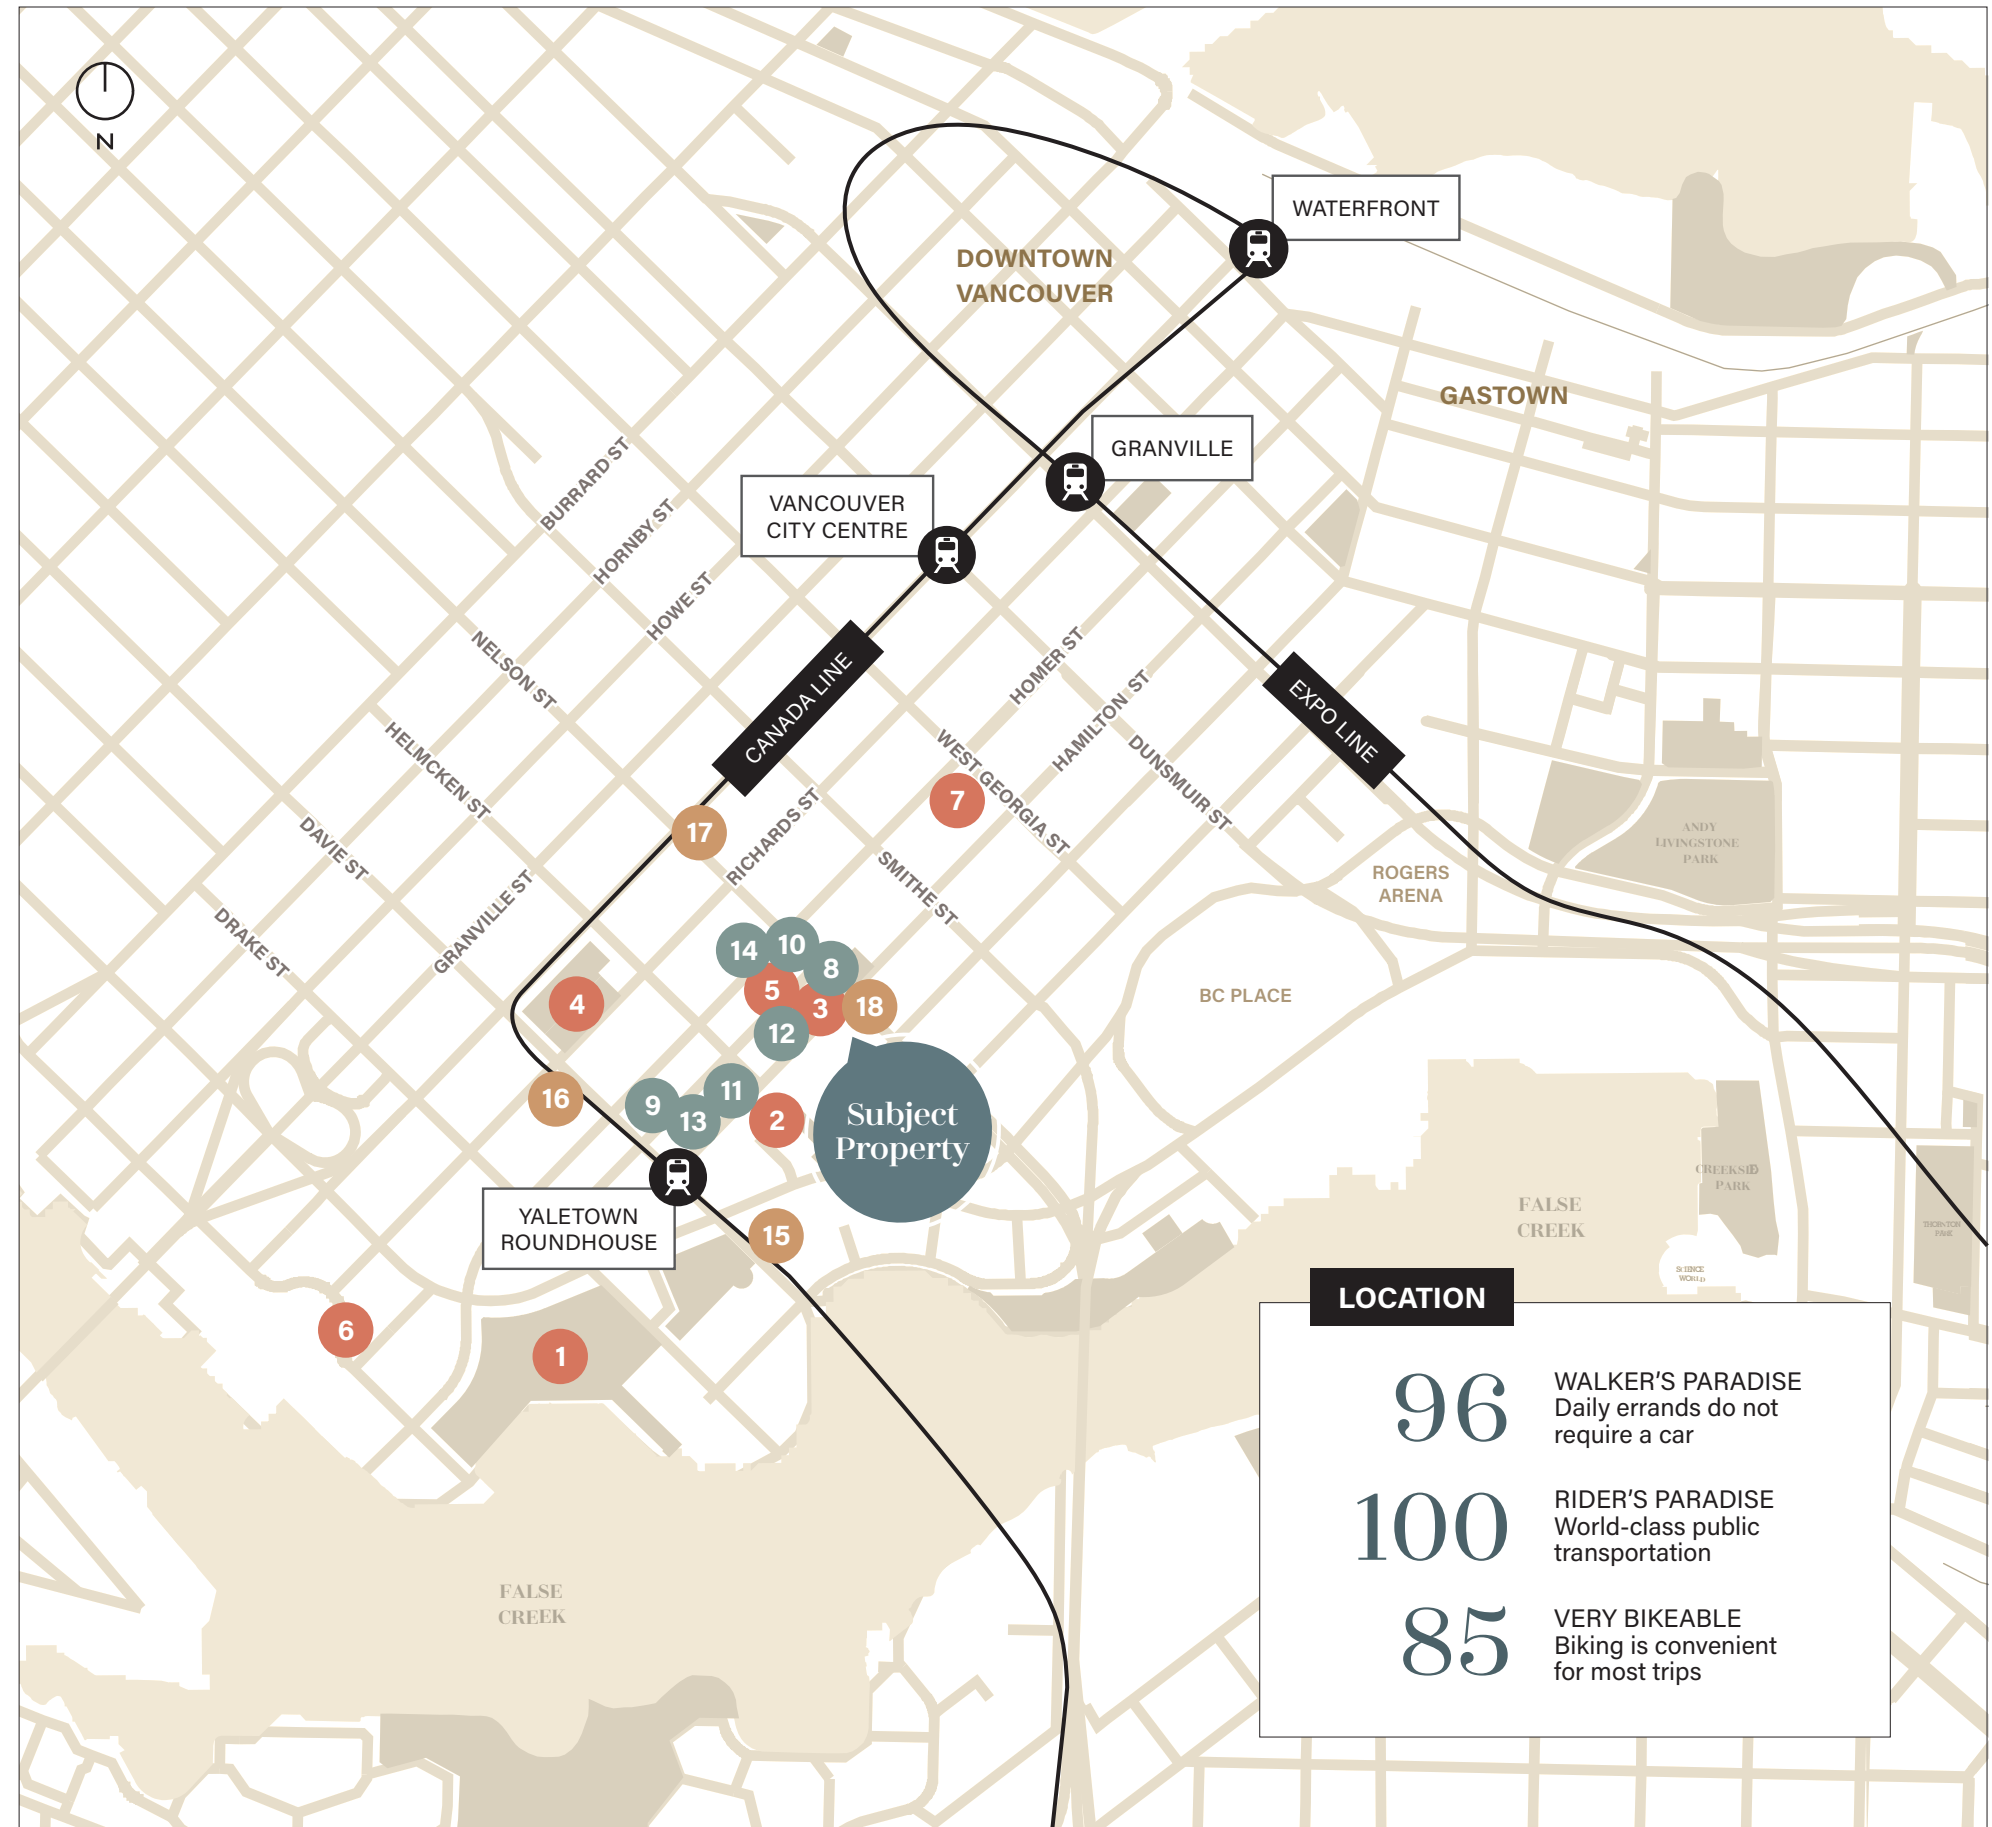 N
WATERFRONT
DOWNTOWN
VANCOUVER
GASTOWN
GRANVILLE
VANCOUVER
CITY CENTRE
BURRARD ST
HORNBY ST
HOWE ST
NELSON ST
HELMCKEN ST
DAVIE ST
DRAKE ST
GRANVILLE ST
CANADA LINE
EXPO LINE
HOMER ST
HAMILTON ST
WEST GEORGIA ST
DUNSMUIR ST
RICHARDS ST
SMITHE ST
7
17
ANDY
LIVINGSTONE
PARK
ROGERS
ARENA
BC PLACE
14
10
8
5
3
18
4
12
16
9
13
11
2
Subject
Property
YALETOWN
ROUNDHOUSE
15
6
1
CREEKSIDE
PARK
FALSE
CREEK
THORNTON
PARK
SCIENCE
WORLD
FALSE
CREEK
LOCATION
96
WALKER'S PARADISE
Daily errands do not
require a car
100
RIDER'S PARADISE
World-class public
transportation
85
VERY BIKEABLE
Biking is convenient
for most trips